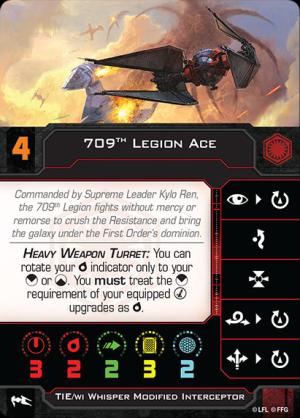 4
709TH LEGION ACE
Commanded by Supreme Leader Kylo Ren,
the 709th Legion fights without mercy or
remorse to crush the Resistance and bring
the galaxy under the First Order's dominion.
HEAVY WEAPON TURRET: You can
rotate your indicator only to your
or . You must treat the
requirement of your equipped
upgrades as .
3 2 2 3 2
TIE/WI WHISPER MODIFIED INTERCEPTOR
©LFL ©FFG